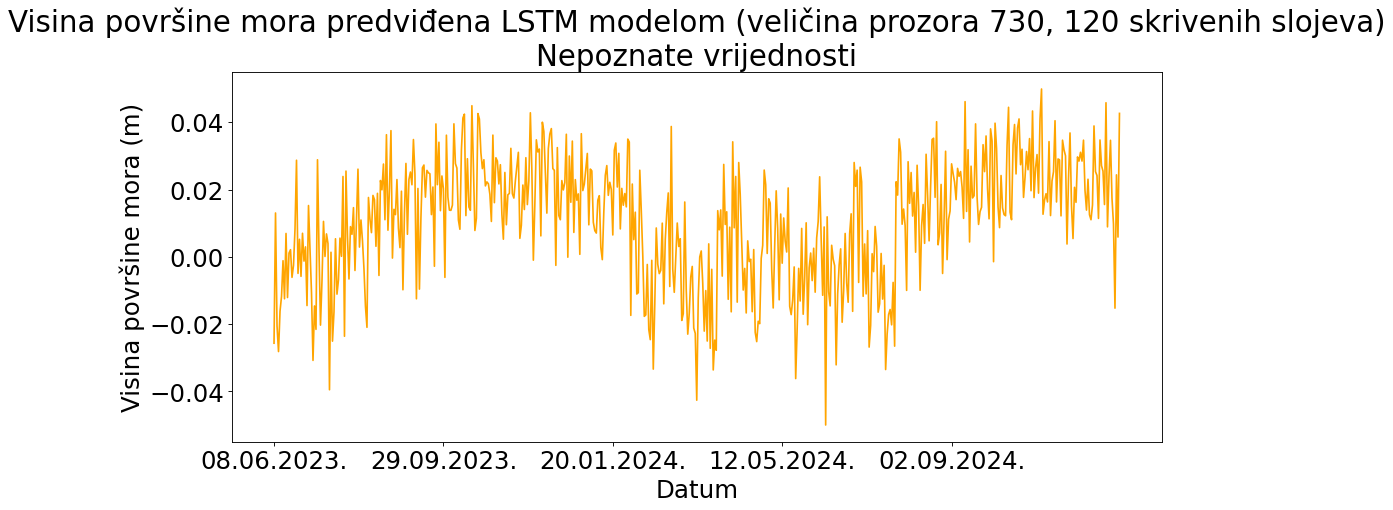 Visina površine mora predviđena LSTM modelom (veličina prozora 730, 120 skrivenih slojeva)
Nepoznate vrijednosti
Visina površine mora (m)
0.04
0.02
0.00
−0.02
−0.04
08.06.2023. 29.09.2023. 20.01.2024. 12.05.2024. 02.09.2024.
Datum